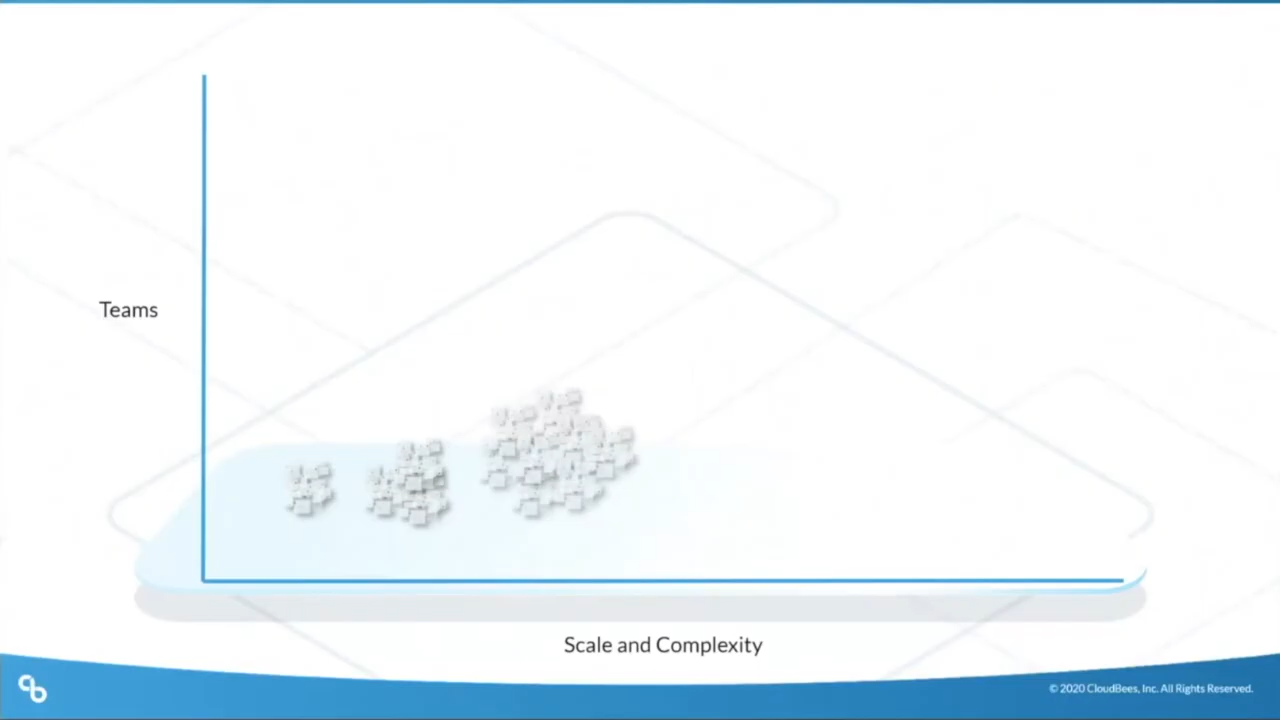 Teams
Scale and Complexity
© 2020 CloudBees, Inc. All Rights Reserved.